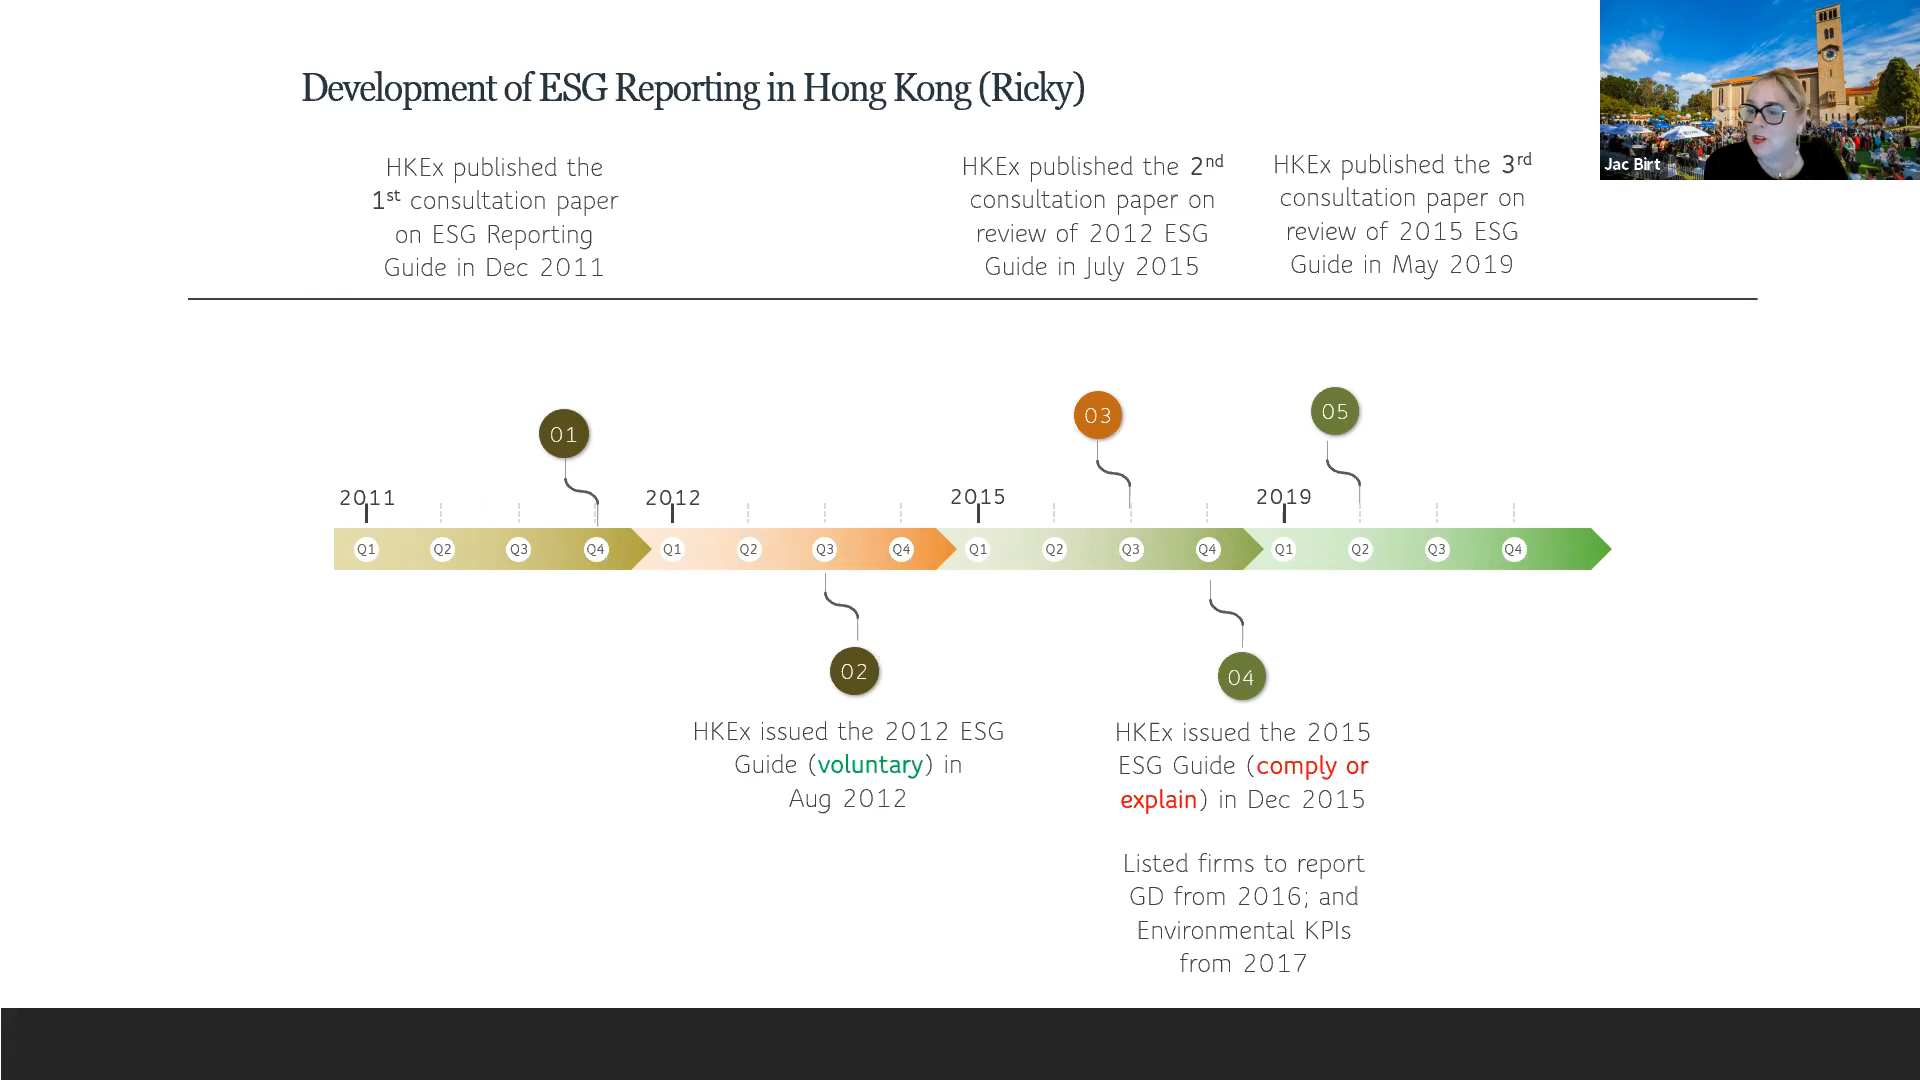 Development of ESG Reporting in Hong Kong (Ricky)
Jac Birt
HKEx published the
1st consultation paper
on ESG Reporting
Guide in Dec 2011
HKEx published the 2nd
consultation paper on
review of 2012 ESG
Guide in July 2015
HKEx published the 3rd
consultation paper on
review of 2015 ESG
Guide in May 2019
01
03
05
2011
2012
2015
2019
Q1 Q2 Q3 Q4 Q1 Q2 Q3 Q4 Q1 Q2 Q3 Q4 Q1 Q2 Q3 Q4
02
04
HKEx issued the 2012 ESG
Guide (voluntary) in
Aug 2012
HKEx issued the 2015
ESG Guide (comply or
explain) in Dec 2015
Listed firms to report
GD from 2016; and
Environmental KPIs
from 2017